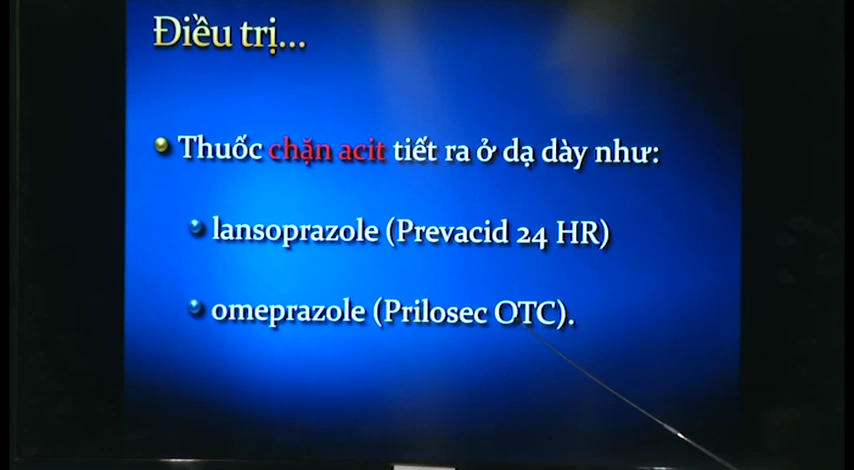 Điều trị...
Thuốc chặn acit tiết ra ở dạ dày như:
lansoprazole (Prevacid 24 HR)
omeprazole (Prilosec OTC).